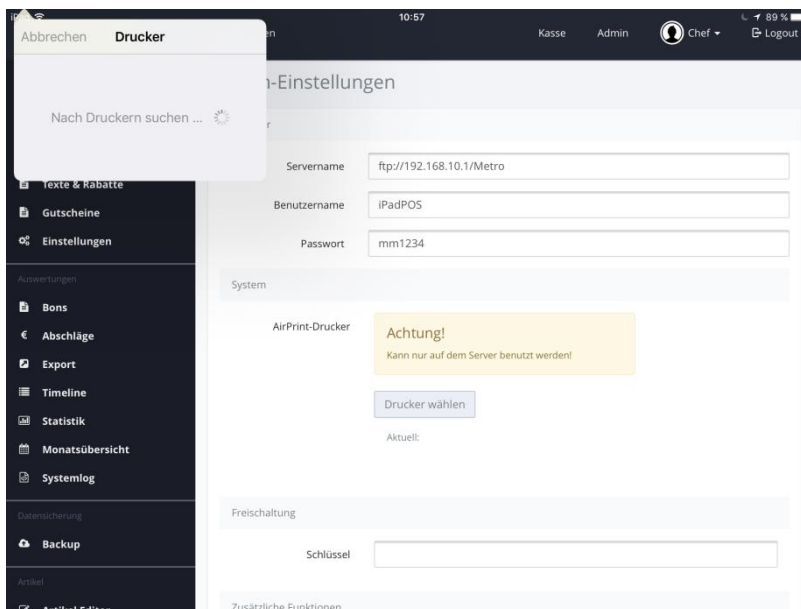 10:57
89 %
Abbrechen
Drucker
en
Kasse
Admin
Chef
Logout
Nach Druckern suchen ...
n-Einstellungen
r
Texte & Rabatte
Gutscheine
Einstellungen
Auswertungen
Bons
€ Abschläge
Export
Timeline
Statistik
Monatsübersicht
Systemlog
Datensicherung
Backup
Artikel
Artikel Editor
Servername
ftp://192.168.10.1/Metro
Benutzername
iPadPOS
Passwort
mm1234
System
AirPrint-Drucker
Achtung!
Kann nur auf dem Server benutzt werden!
Drucker wählen
Aktuell:
Freischaltung
Schlüssel
Zusätzliche Funktionen